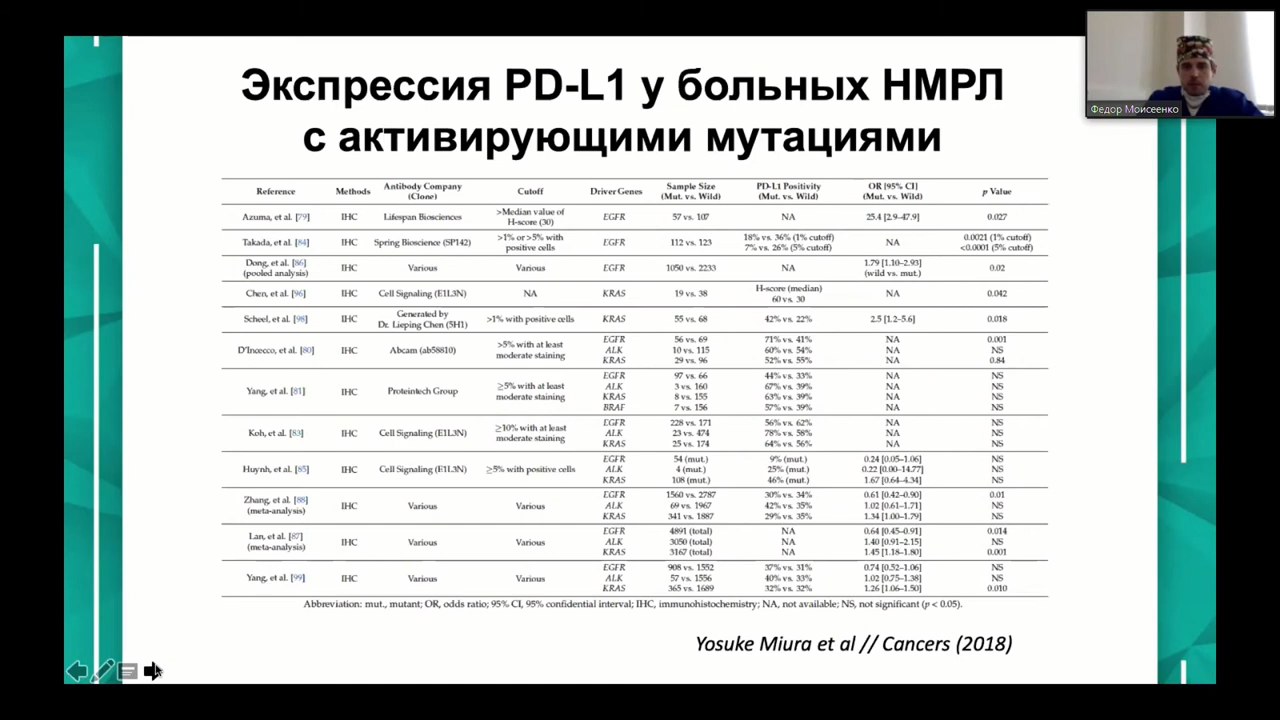 Экспрессия PD-L1 у больных НМРЛ
с активирующими мутациями
Федор Моисеенко
Reference Methods Antibody Company (Clone) Cutoff Driver Genes Sample Size (Mut. vs. Wild) PD-L1 Positivity (Mut. vs. Wild) OR [95% CI] (Mut. vs. Wild) p Value
Azuma, et al. [79] IHC Lifespan Biosciences >Median value of H-score (30) EGFR 57 vs. 107 NA 25.4 [2.9–47.9] 0.027
Takada, et al. [84] IHC Spring Bioscience (SP142) >1% or >5% with positive cells EGFR 112 vs. 123 18% vs. 36% (1% cutoff) 7% vs. 26% (5% cutoff) NA 0.0021 (1% cutoff) <0.0001 (5% cutoff)
Dong, et al. [86] (pooled analysis) IHC Various Various EGFR 1050 vs. 2233 NA 1.79 [1.10–2.93] (wild vs. mut.) 0.02
Chen, et al. [96] IHC Cell Signaling (E1L3N) NA KRAS 19 vs. 38 H-score (median) 60 vs. 30 NA 0.042
Scheel, et al. [98] IHC Generated by Dr. Lieping Chen (5H1) >1% with positive cells KRAS 55 vs. 68 42% vs. 22% 2.5 [1.2–5.6] 0.018
D'Incecco, et al. [80] IHC Abcam (ab58810) >5% with at least moderate staining EGFR 56 vs. 69 71% vs. 41% NA 0.001
ALK 10 vs. 115 60% vs. 54% NA NS
KRAS 29 vs. 96 52% vs. 55% NA 0.84
Yang, et al. [81] IHC Proteintech Group ≥5% with at least moderate staining EGFR 97 vs. 66 44% vs. 33% NA NS
ALK 3 vs. 160 67% vs. 39% NA NS
KRAS 8 vs. 155 63% vs. 39% NA NS
BRAF 7 vs. 156 57% vs. 39% NA NS
Koh, et al. [83] IHC Cell Signaling (E1L3N) ≥10% with at least moderate staining EGFR 228 vs. 171 56% vs. 62% NA NS
ALK 23 vs. 474 78% vs. 58% NA NS
KRAS 25 vs. 174 64% vs. 56% NA NS
Huynh, et al. [85] IHC Cell Signaling (E1L3N) ≥5% with positive cells EGFR 54 (mut.) 9% (mut.) 0.24 [0.05–1.06] NS
ALK 4 (mut.) 25% (mut.) 0.22 [0.00–14.77] NS
KRAS 108 (mut.) 46% (mut.) 1.67 [0.64–4.34] NS
Zhang, et al. [88] (meta-analysis) IHC Various Various EGFR 1560 vs. 2787 30% vs. 34% 0.61 [0.42–0.90] 0.01
ALK 69 vs. 1967 42% vs. 35% 1.02 [0.61–1.71] NS
KRAS 341 vs. 1887 29% vs. 35% 1.34 [1.00–1.79] NS
Lan, et al. [87] (meta-analysis) IHC Various Various EGFR 4891 (total) NA 0.64 [0.45–0.91] 0.014
ALK 3050 (total) NA 1.40 [0.91–2.15] NS
KRAS 3167 (total) NA 1.45 [1.18–1.80] 0.001
Yang, et al. [99] IHC Various Various EGFR 908 vs. 1552 37% vs. 31% 0.74 [0.52–1.06] NS
ALK 57 vs. 1556 40% vs. 33% 1.02 [0.75–1.38] NS
KRAS 365 vs. 1689 32% vs. 32% 1.26 [1.06–1.50] 0.010
Abbreviation: mut., mutant; OR, odds ratio; 95% CI, 95% confidential interval; IHC, immunohistochemistry; NA, not available; NS, not significant (p < 0.05).
Yosuke Miura et al // Cancers (2018)